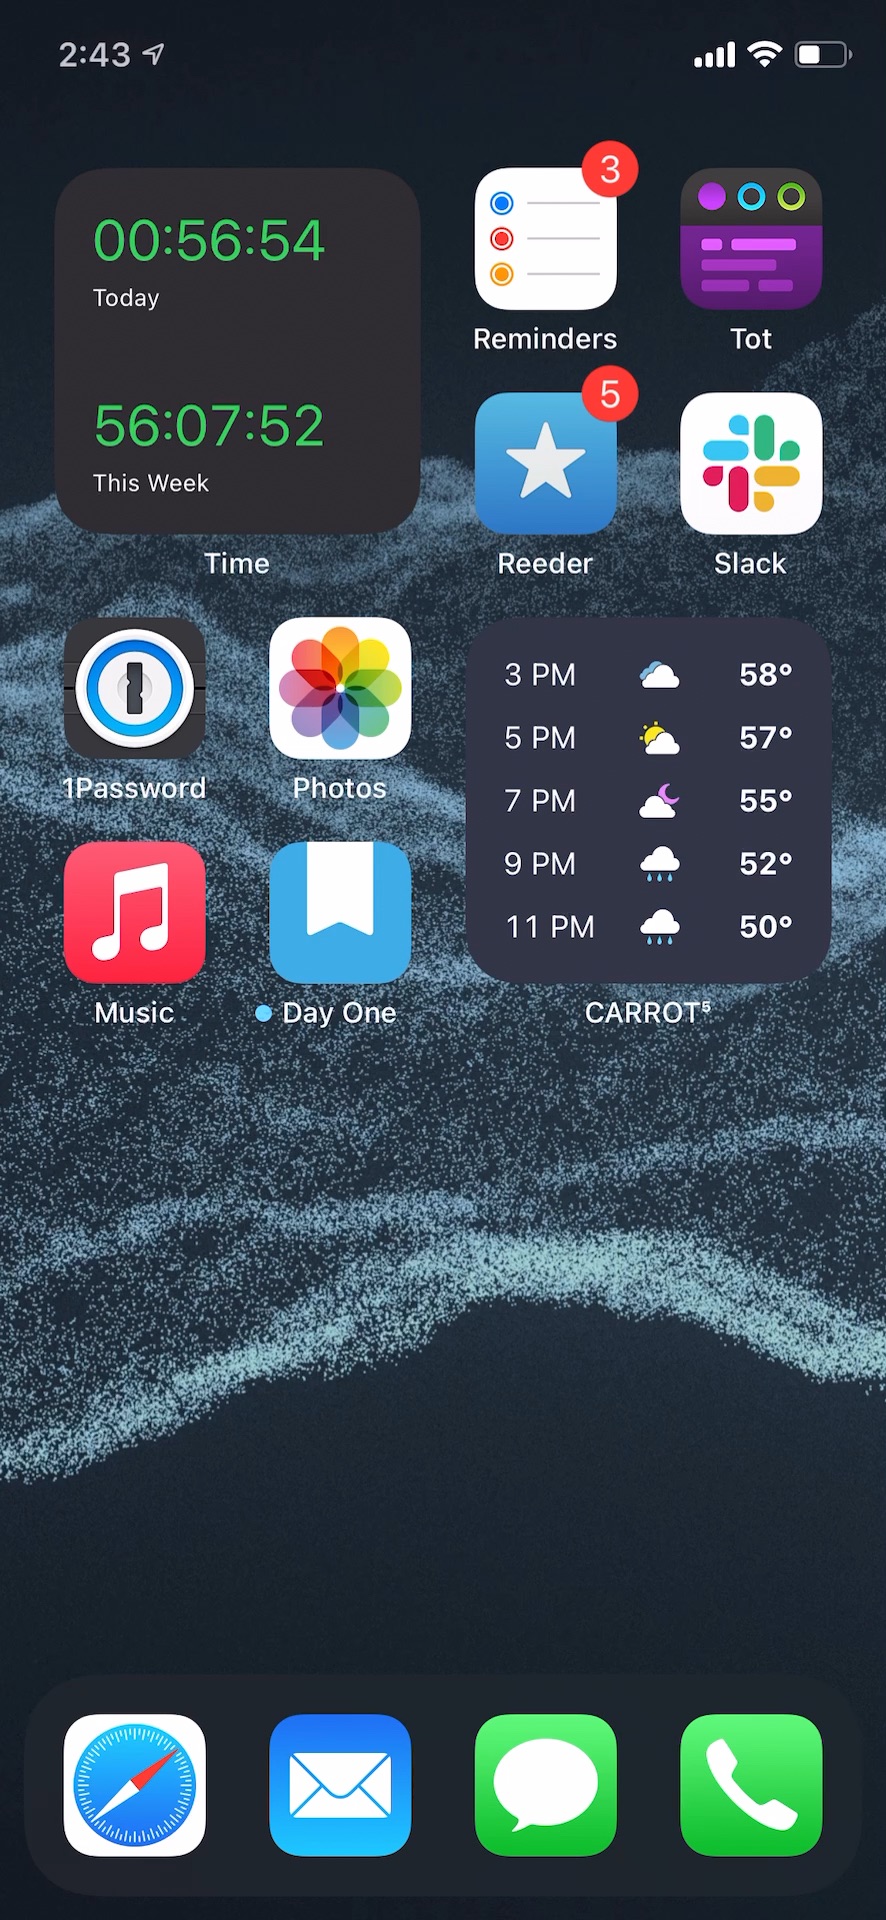 2:43
00:56:54
Today
56:07:52
This Week
Time
3
Reminders
Tot
5
Reeder
Slack
1Password
Photos
Music
Day One
3 PM 58°
5 PM 57°
7 PM 55°
9 PM 52°
11 PM 50°
CARROT⁵